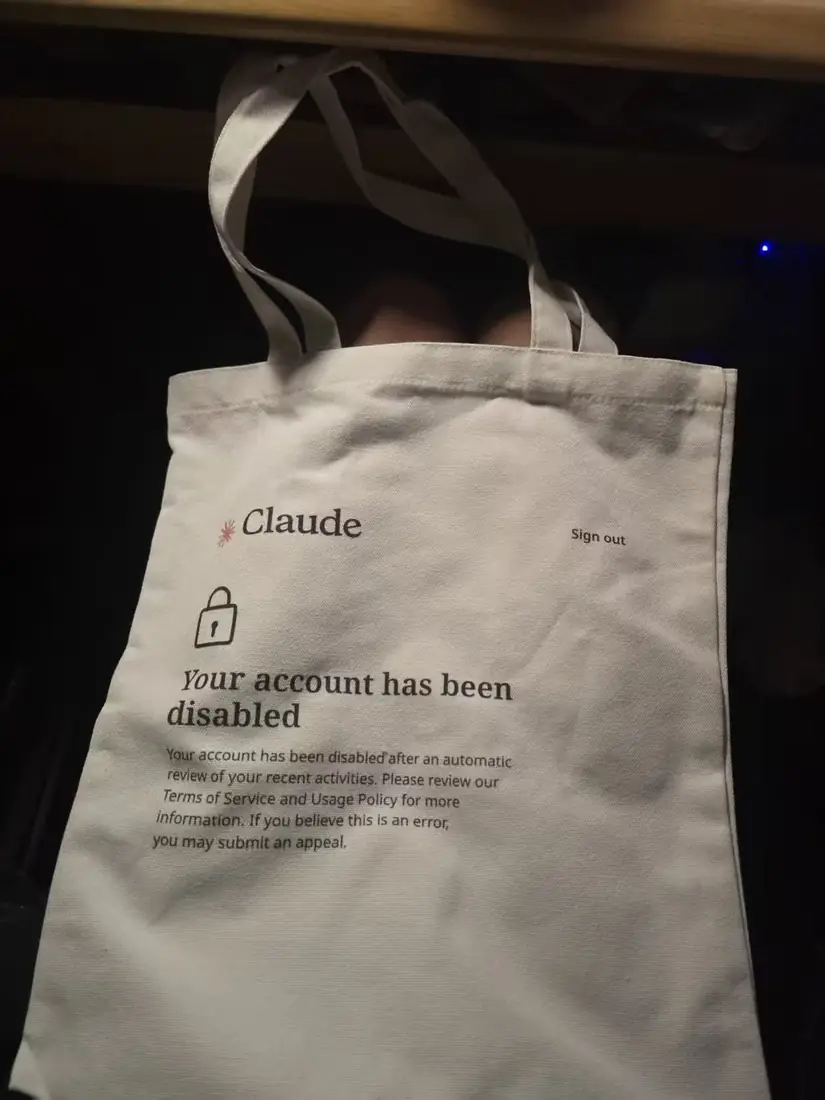 Claude
Sign out
Your account has been
disabled
Your account has been disabled after an automatic
review of your recent activities. Please review our
Terms of Service and Usage Policy for more
information. If you believe this is an error,
you may submit an appeal.